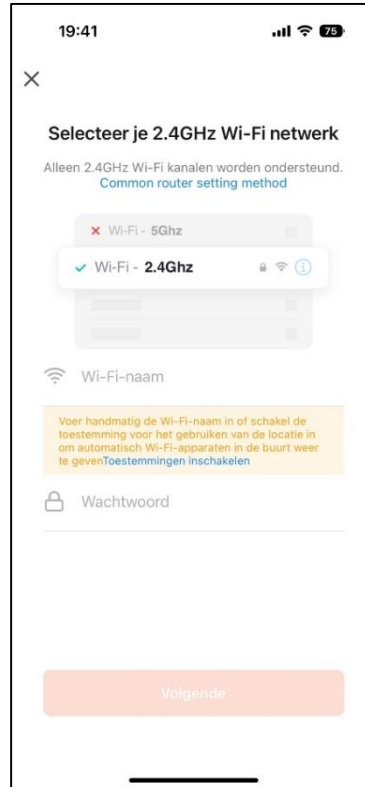 19:41
75
Selecteer je 2.4GHz Wi-Fi netwerk
Alleen 2.4GHz Wi-Fi kanalen worden ondersteund.
Common router setting method
Wi-Fi - 5Ghz
Wi-Fi - 2.4Ghz
Wi-Fi-naam
Voer handmatig de Wi-Fi-naam in of schakel de
toestemming voor het gebruiken van de locatie in
om automatisch Wi-Fi-apparaten in de buurt weer
te gevenToestemmingen inschakelen
Wachtwoord
Volgende